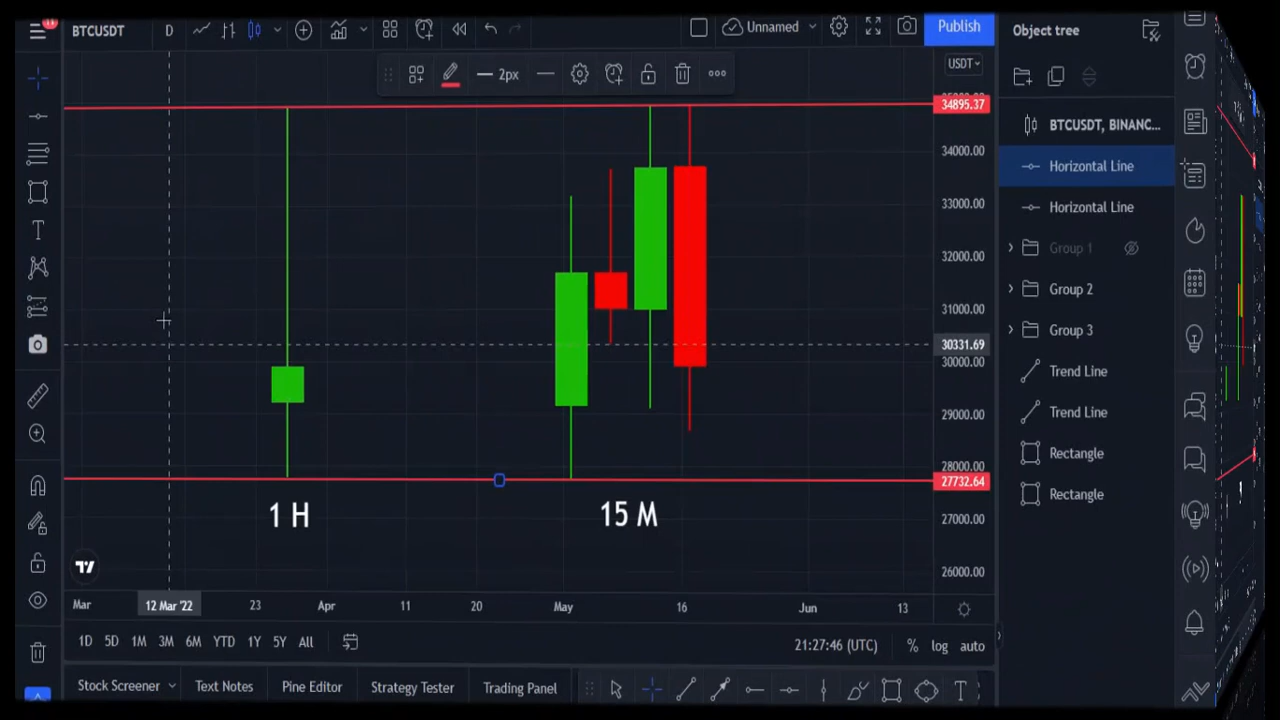 11
BTCUSDT
D
Unnamed
Publish
Object tree
2px
USDT
34895.37
34000.00
33000.00
32000.00
31000.00
30331.69
30000.00
29000.00
28000.00
27732.64
27000.00
26000.00
BTCUSDT, BINANC...
Horizontal Line
Horizontal Line
Group 1
Group 2
Group 3
Trend Line
Trend Line
Rectangle
Rectangle
1 H
15 M
Mar
12 Mar '22
23
Apr
11
20
May
16
Jun
13
1D 5D 1M 3M 6M YTD 1Y 5Y All
21:27:46 (UTC)
% log auto
Stock Screener
Text Notes
Pine Editor
Strategy Tester
Trading Panel